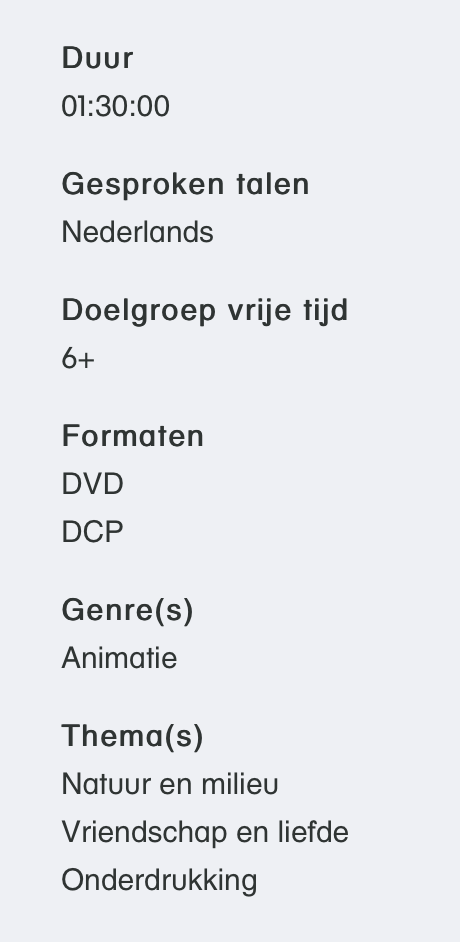 Duur
01:30:00
Gesproken talen
Nederlands
Doelgroep vrije tijd
6+
Formaten
DVD
DCP
Genre(s)
Animatie
Thema(s)
Natuur en milieu
Vriendschap en liefde
Onderdrukking